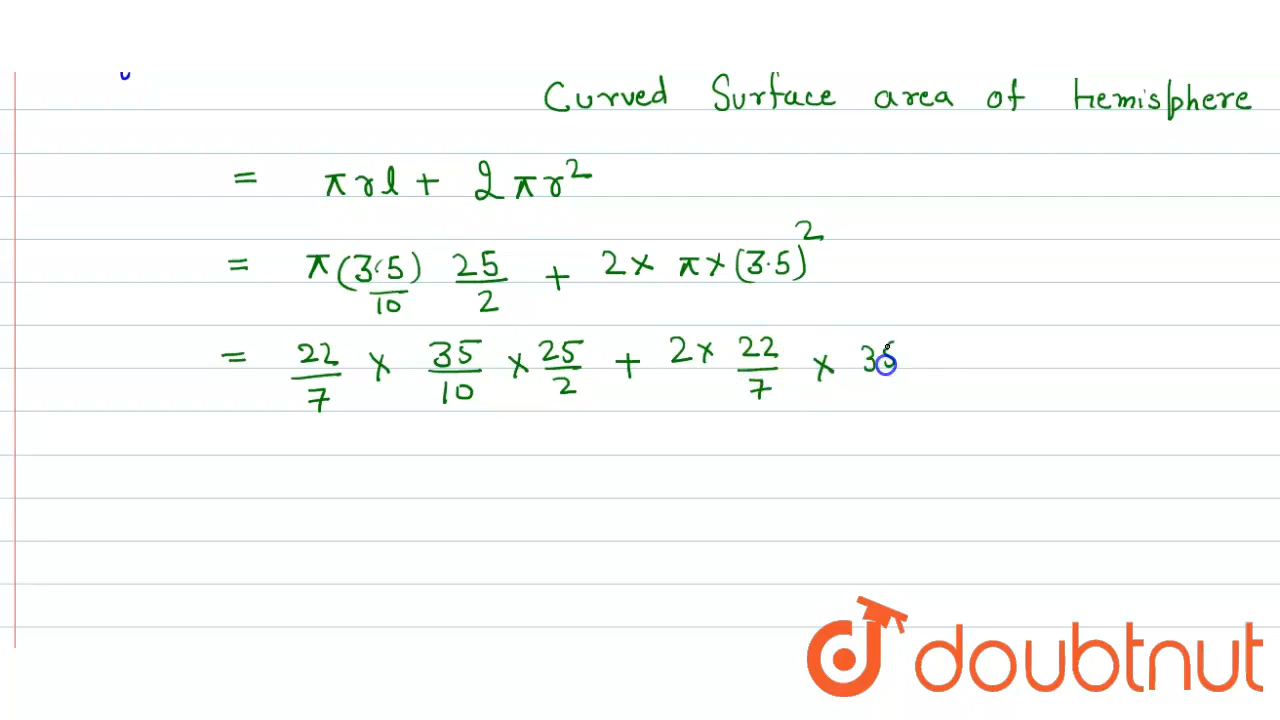 Curved Surface area of hemisphere
= πrl + 2πr²
= π (3.5)/10 25/2 + 2× π×(3.5)²
= 22/7 × 35/10 × 25/2 + 2× 22/7 × 35
doubtnut